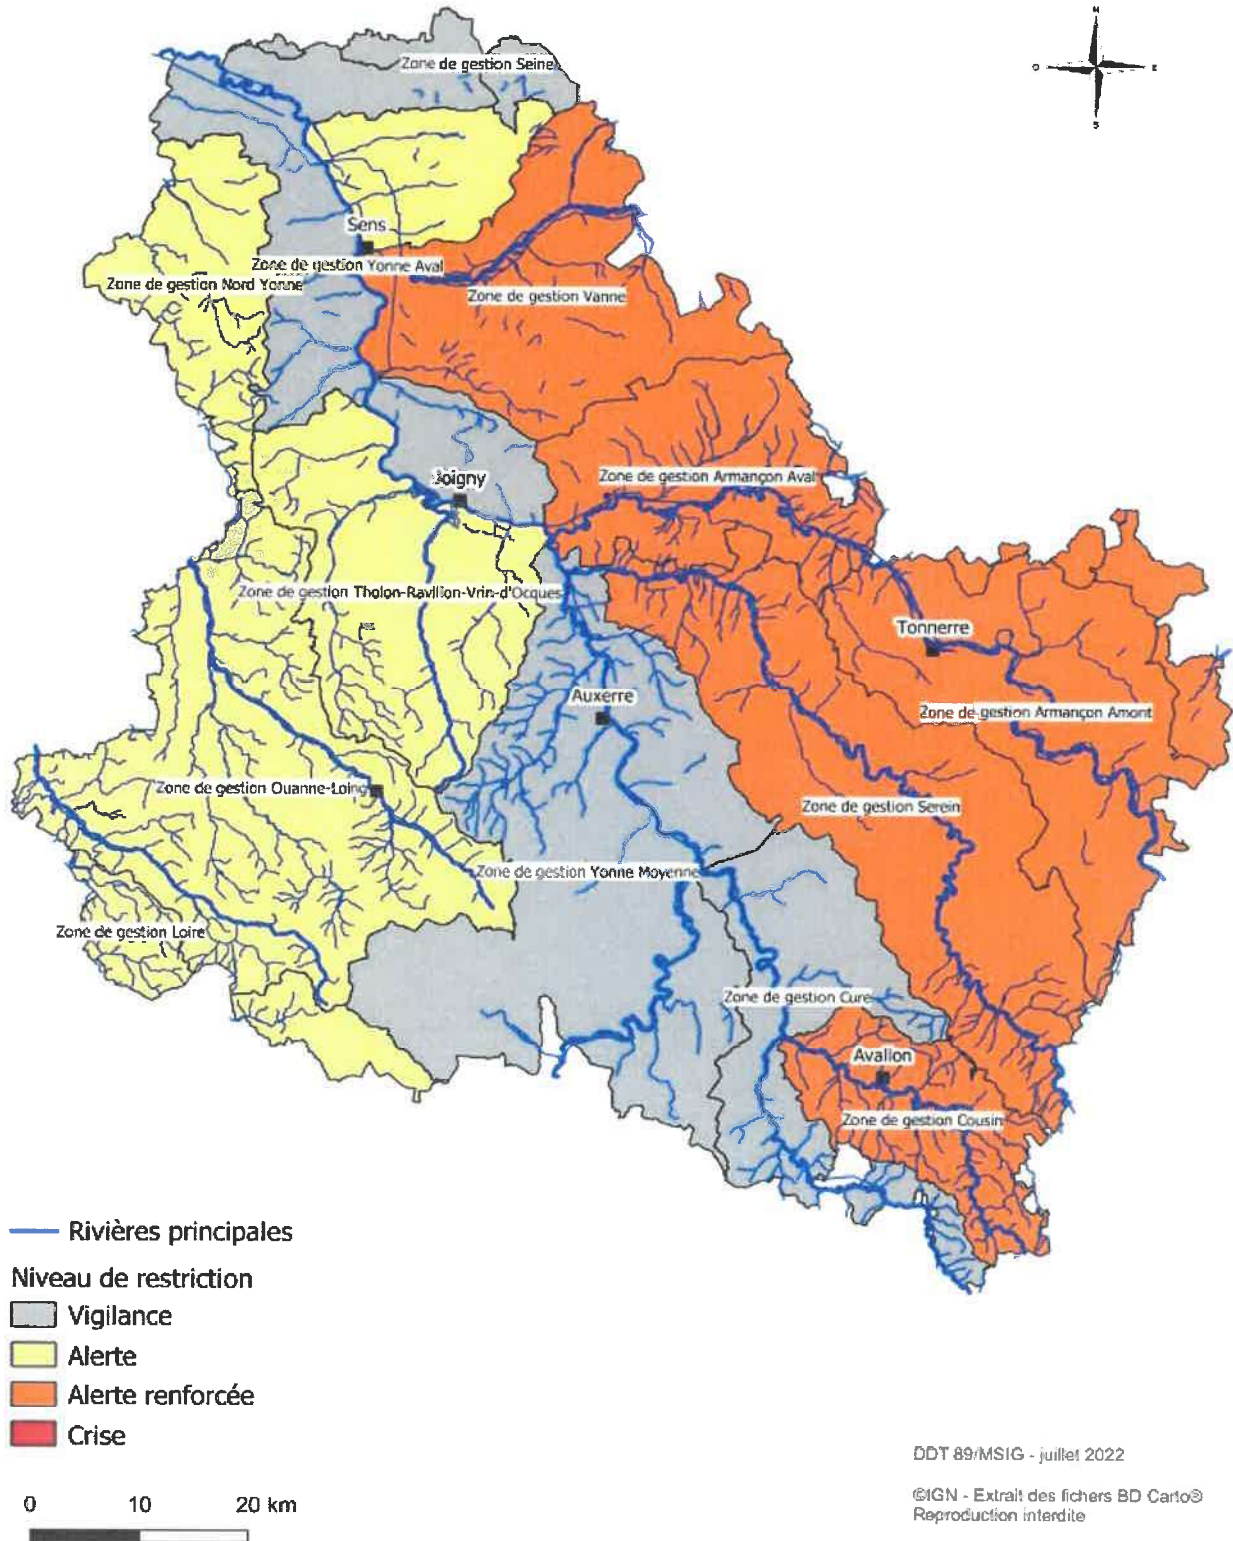 N
O
E
S
Zone de gestion Seine
Sens
Zone de gestion Yonne Aval
Zone de gestion Nord Yonne
Zone de gestion Vanne
Joigny
Zone de gestion Armançon Aval
Zone de gestion Tholon-Ravillon-Vrin-d'Ocques
Tonnerre
Auxerre
Zone de gestion Armançon Amont
Zone de gestion Ouanne-Loing
Zone de gestion Serein
Zone de gestion Yonne Moyenne
Zone de gestion Loire
Zone de gestion Cure
Avallon
Zone de gestion Cousin
Rivières principales
Niveau de restriction
Vigilance
Alerte
Alerte renforcée
Crise
DDT 89/MSIG - juillet 2022
©IGN - Extrait des fichiers BD Carto®
Reproduction interdite
0 10 20 km